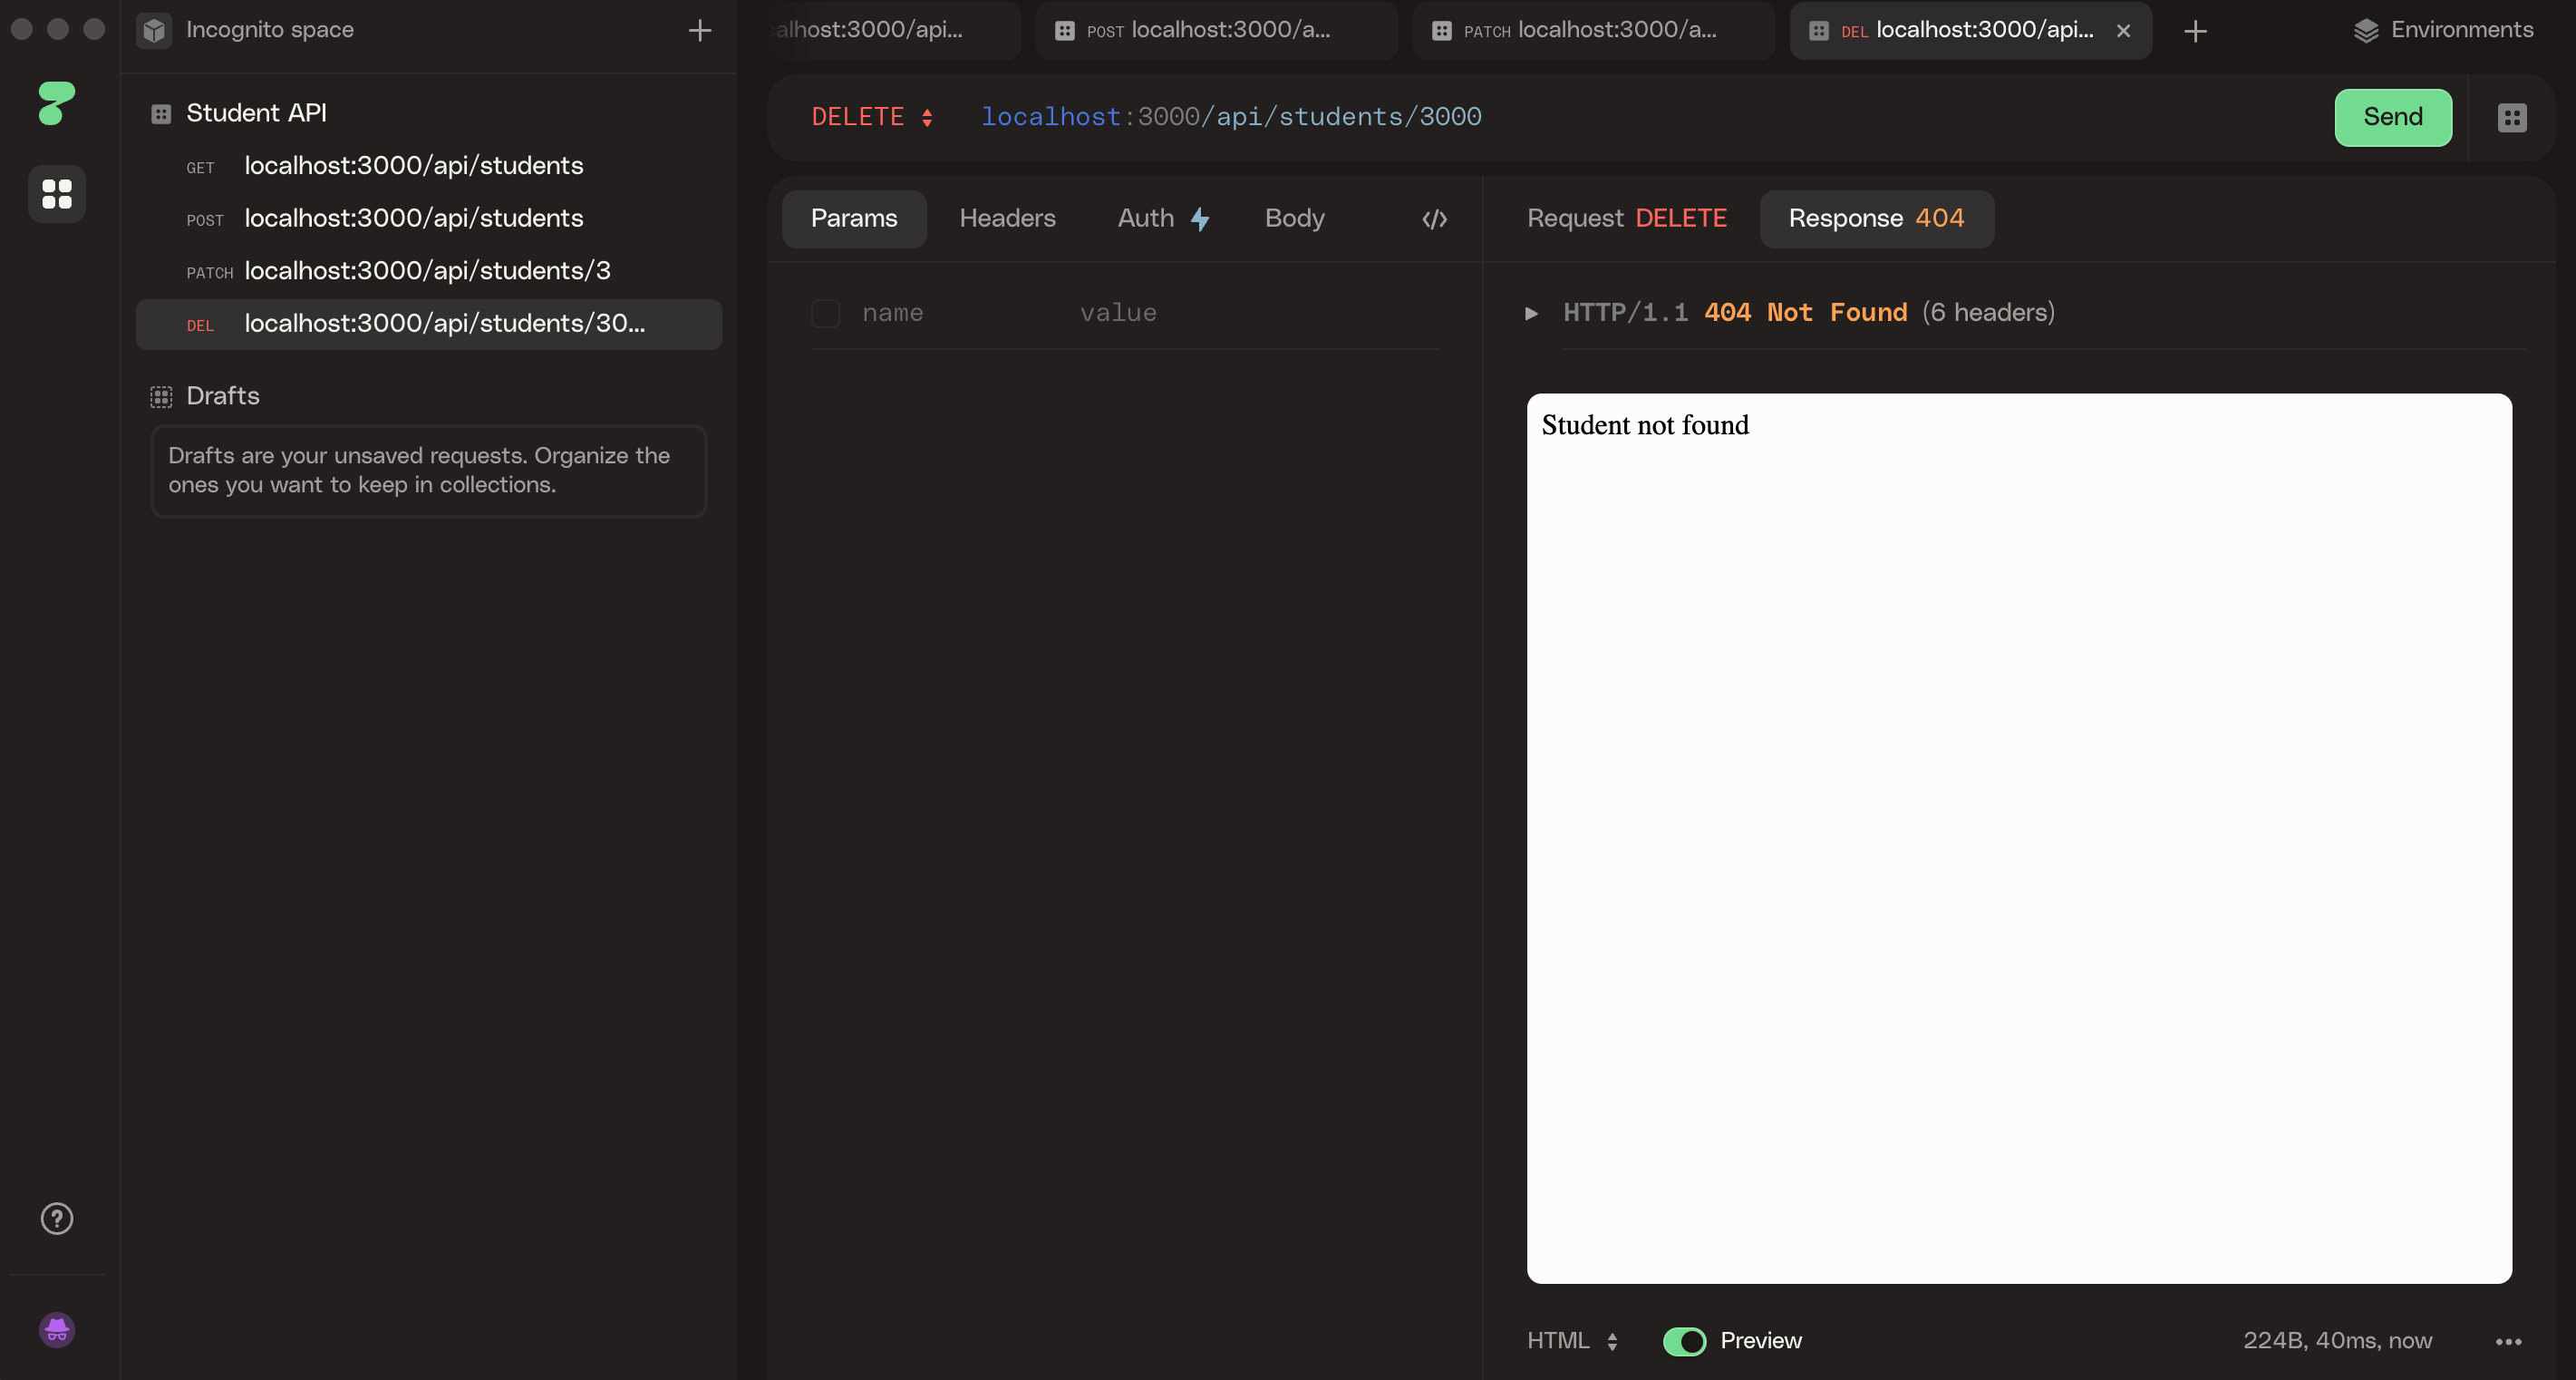 Incognito space
Student API
GET localhost:3000/api/students
POST localhost:3000/api/students
PATCH localhost:3000/api/students/3
DEL localhost:3000/api/students/30...
Drafts
Drafts are your unsaved requests. Organize the
ones you want to keep in collections.
calhost:3000/api... POST localhost:3000/a... PATCH localhost:3000/a... DEL localhost:3000/api... Environments
DELETE localhost:3000/api/students/3000 Send
Params Headers Auth Body
name value
Request DELETE Response 404
HTTP/1.1 404 Not Found (6 headers)
Student not found
HTML Preview 224B, 40ms, now